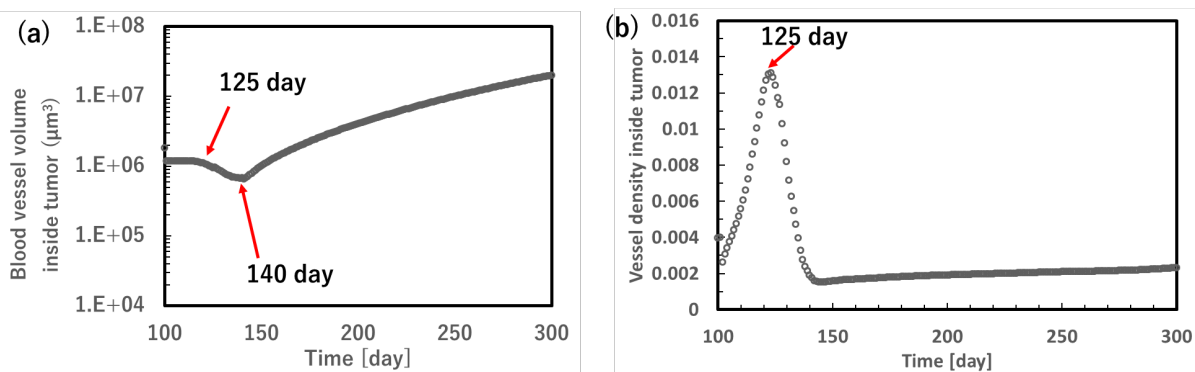 (a)
1.E+08
1.E+07
1.E+06
1.E+05
1.E+04
Blood vessel volume
inside tumor (μm³)
125 day
140 day
100
150
200
250
300
Time [day]
(b)
0.016
0.014
0.012
0.01
0.008
0.006
0.004
0.002
0
Vessel density inside tumor
125 day
100
150
200
250
300
Time [day]